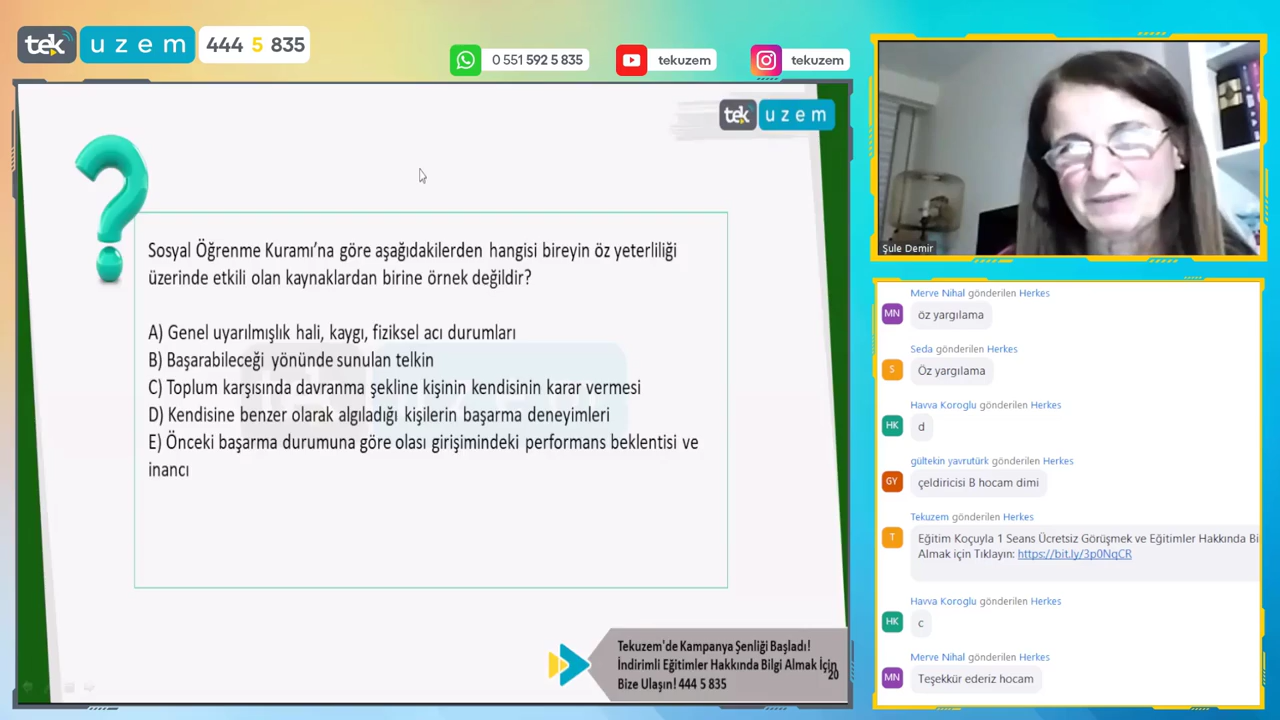 tek uzem 444 5 835
0 551 592 5 835
tekuzem
tekuzem
tek uzem
Sosyal Öğrenme Kuramı’na göre aşağıdakilerden hangisi bireyin öz yeterliliği
üzerinde etkili olan kaynaklardan birine örnek değildir?
A) Genel uyarılmışlık hali, kaygı, fiziksel acı durumları
B) Başarabileceği yönünde sunulan telkin
C) Toplum karşısında davranma şekline kişinin kendisinin karar vermesi
D) Kendisine benzer olarak algıladığı kişilerin başarma deneyimleri
E) Önceki başarma durumuna göre olası girişimindeki performans beklentisi ve
inancı
Tekuzem'de Kampanya Şenliği Başladı!
İndirimli Eğitimler Hakkında Bilgi Almak İçin
Bize Ulaşın! 444 5 835
20
Şule Demir
Merve Nihal gönderilen Herkes
MN öz yargılama
Seda gönderilen Herkes
S Öz yargılama
Havva Koroglu gönderilen Herkes
HK d
gültekin yavrutürk gönderilen Herkes
GY çeldiricisi B hocam dimi
Tekuzem gönderilen Herkes
T Eğitim Koçuyla 1 Seans Ücretsiz Görüşmek ve Eğitimler Hakkında Bi
Almak için Tıklayın: https://bit.ly/3p0NqCR
Havva Koroglu gönderilen Herkes
HK c
Merve Nihal gönderilen Herkes
MN Teşekkür ederiz hocam